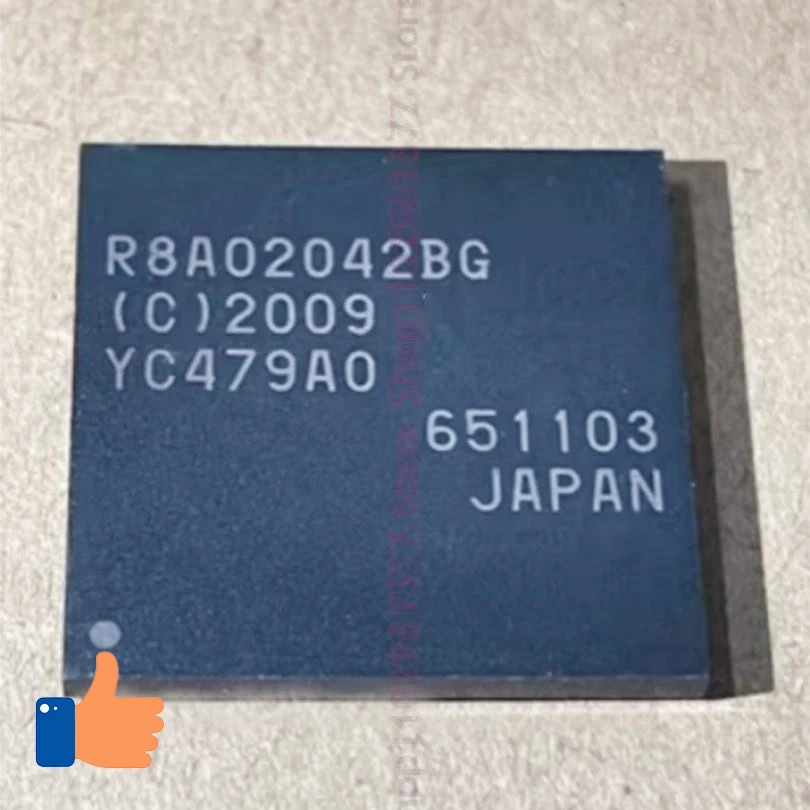 R8A02042BG
(C)2009
YC479A0
651103
JAPAN